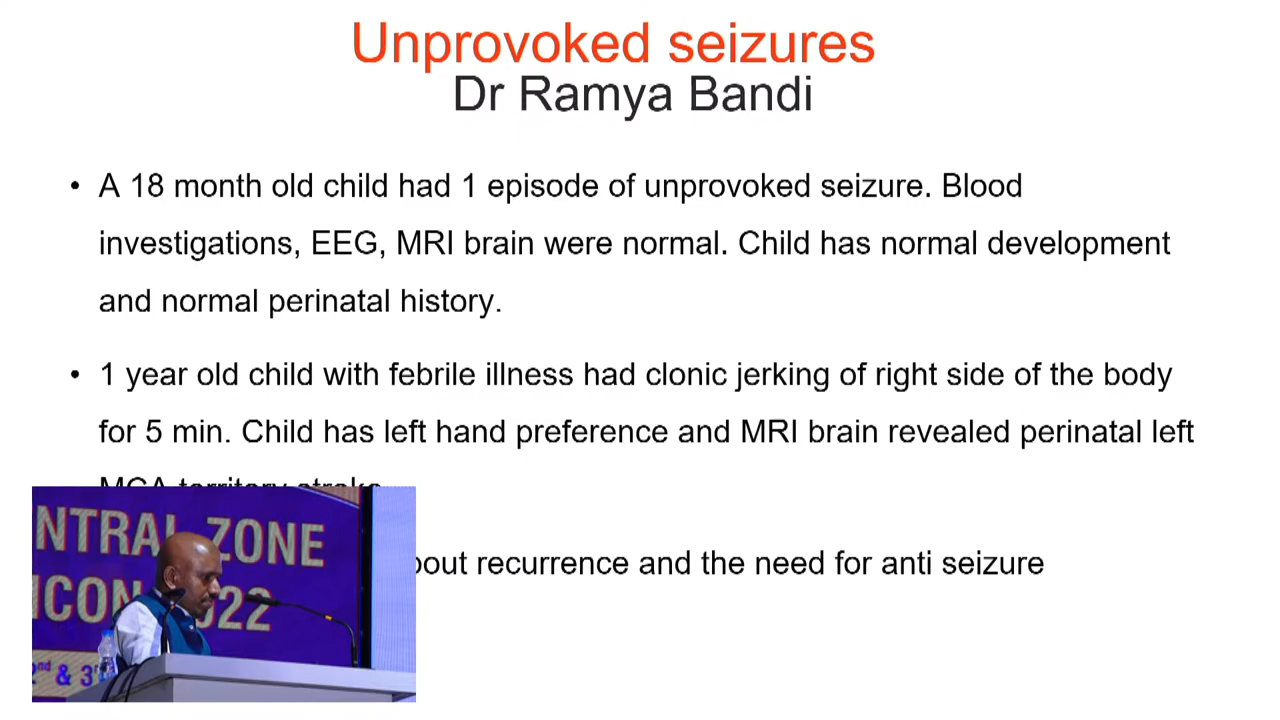 Unprovoked seizures
Dr Ramya Bandi
• A 18 month old child had 1 episode of unprovoked seizure. Blood
investigations, EEG, MRI brain were normal. Child has normal development
and normal perinatal history.
• 1 year old child with febrile illness had clonic jerking of right side of the body
for 5 min. Child has left hand preference and MRI brain revealed perinatal left
MCA territory stroke
recurrence and the need for anti seizure
NTRAL ZONE
ICON 2022
2nd & 3